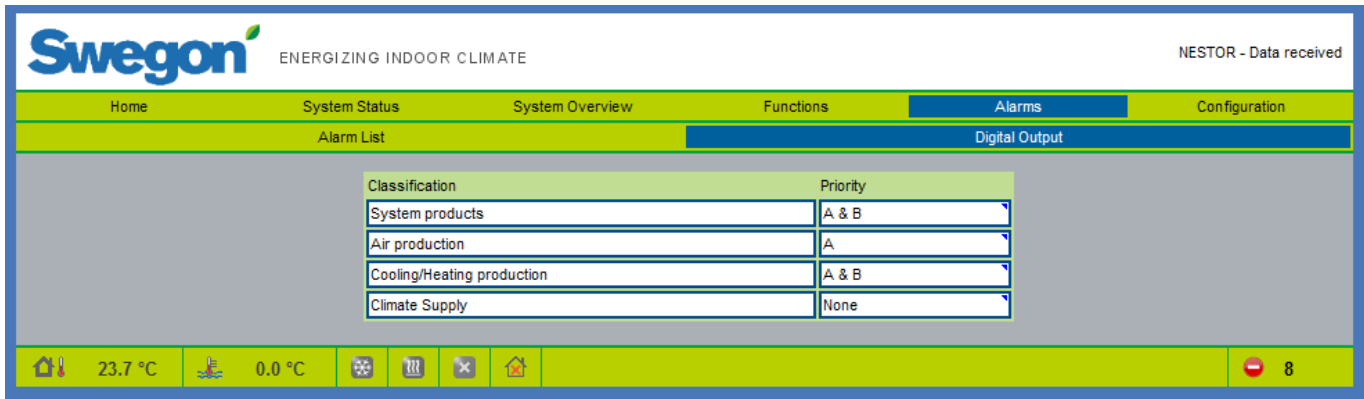 Swegon ENERGIZING INDOOR CLIMATE NESTOR - Data received
Home System Status System Overview Functions Alarms Configuration
Alarm List Digital Output
Classification Priority
System products A & B
Air production A
Cooling/Heating production A & B
Climate Supply None
23.7 °C 0.0 °C 8